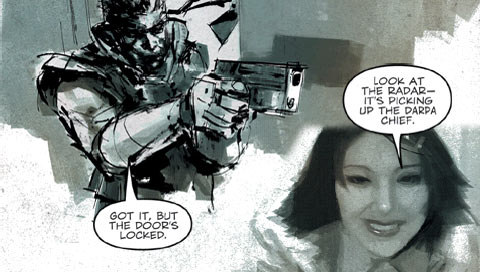 LOOK AT
THE RADAR—
IT'S PICKING
UP THE DARPA
CHIEF.
GOT IT, BUT
THE DOOR'S
LOCKED.